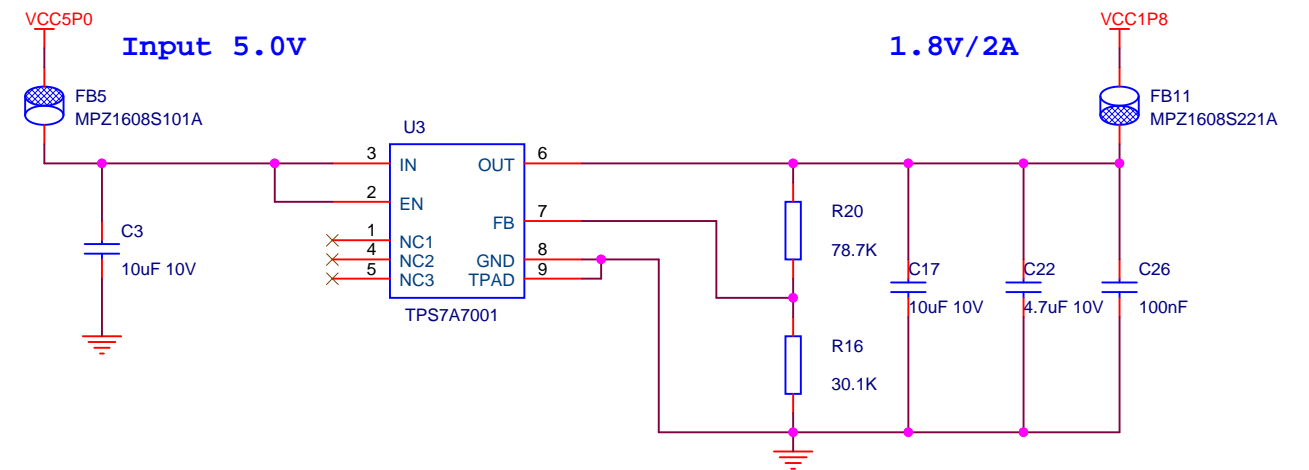 VCC5P0
VCC1P8
Input 5.0V
1.8V/2A
FB5
MPZ1608S101A
FB11
MPZ1608S221A
U3
3
IN
OUT
6
2
EN
FB
7
1
NC1
4
NC2
GND
8
5
NC3
TPAD
9
TPS7A7001
C3
10uF 10V
R20
78.7K
C17
10uF 10V
C22
4.7uF 10V
C26
100nF
R16
30.1K